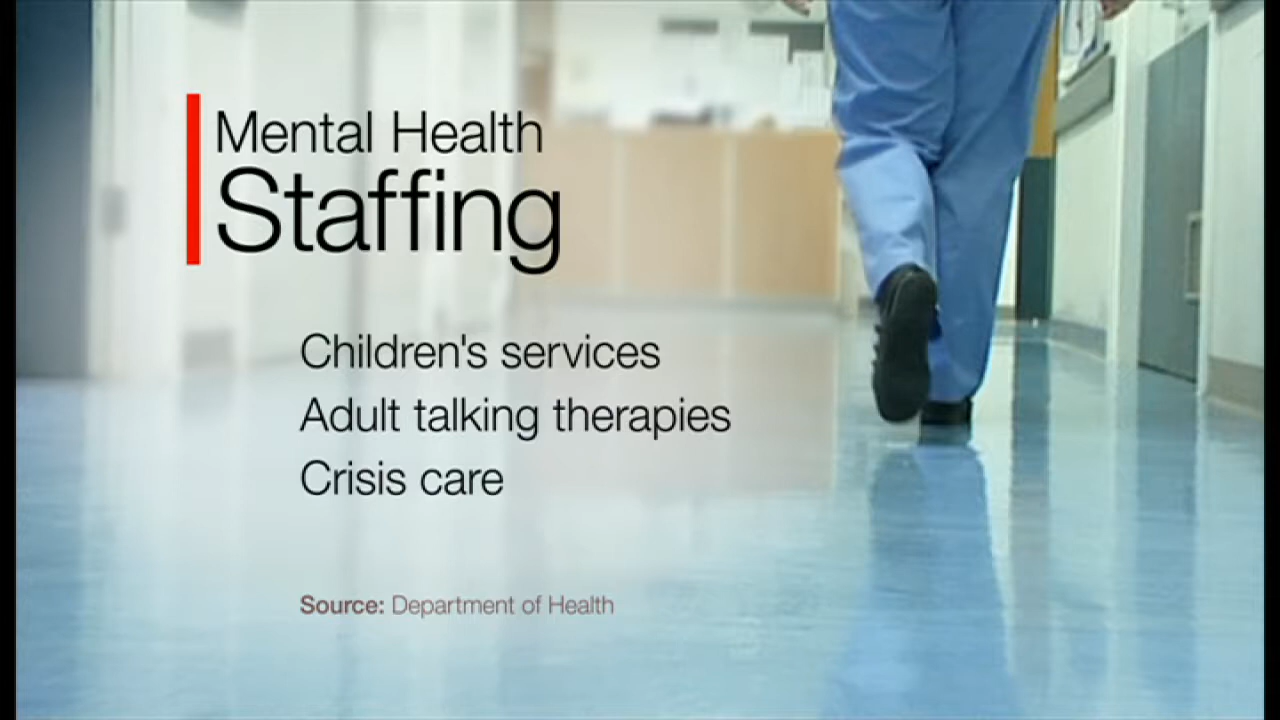 Mental Health
Staffing
Children's services
Adult talking therapies
Crisis care
Source: Department of Health